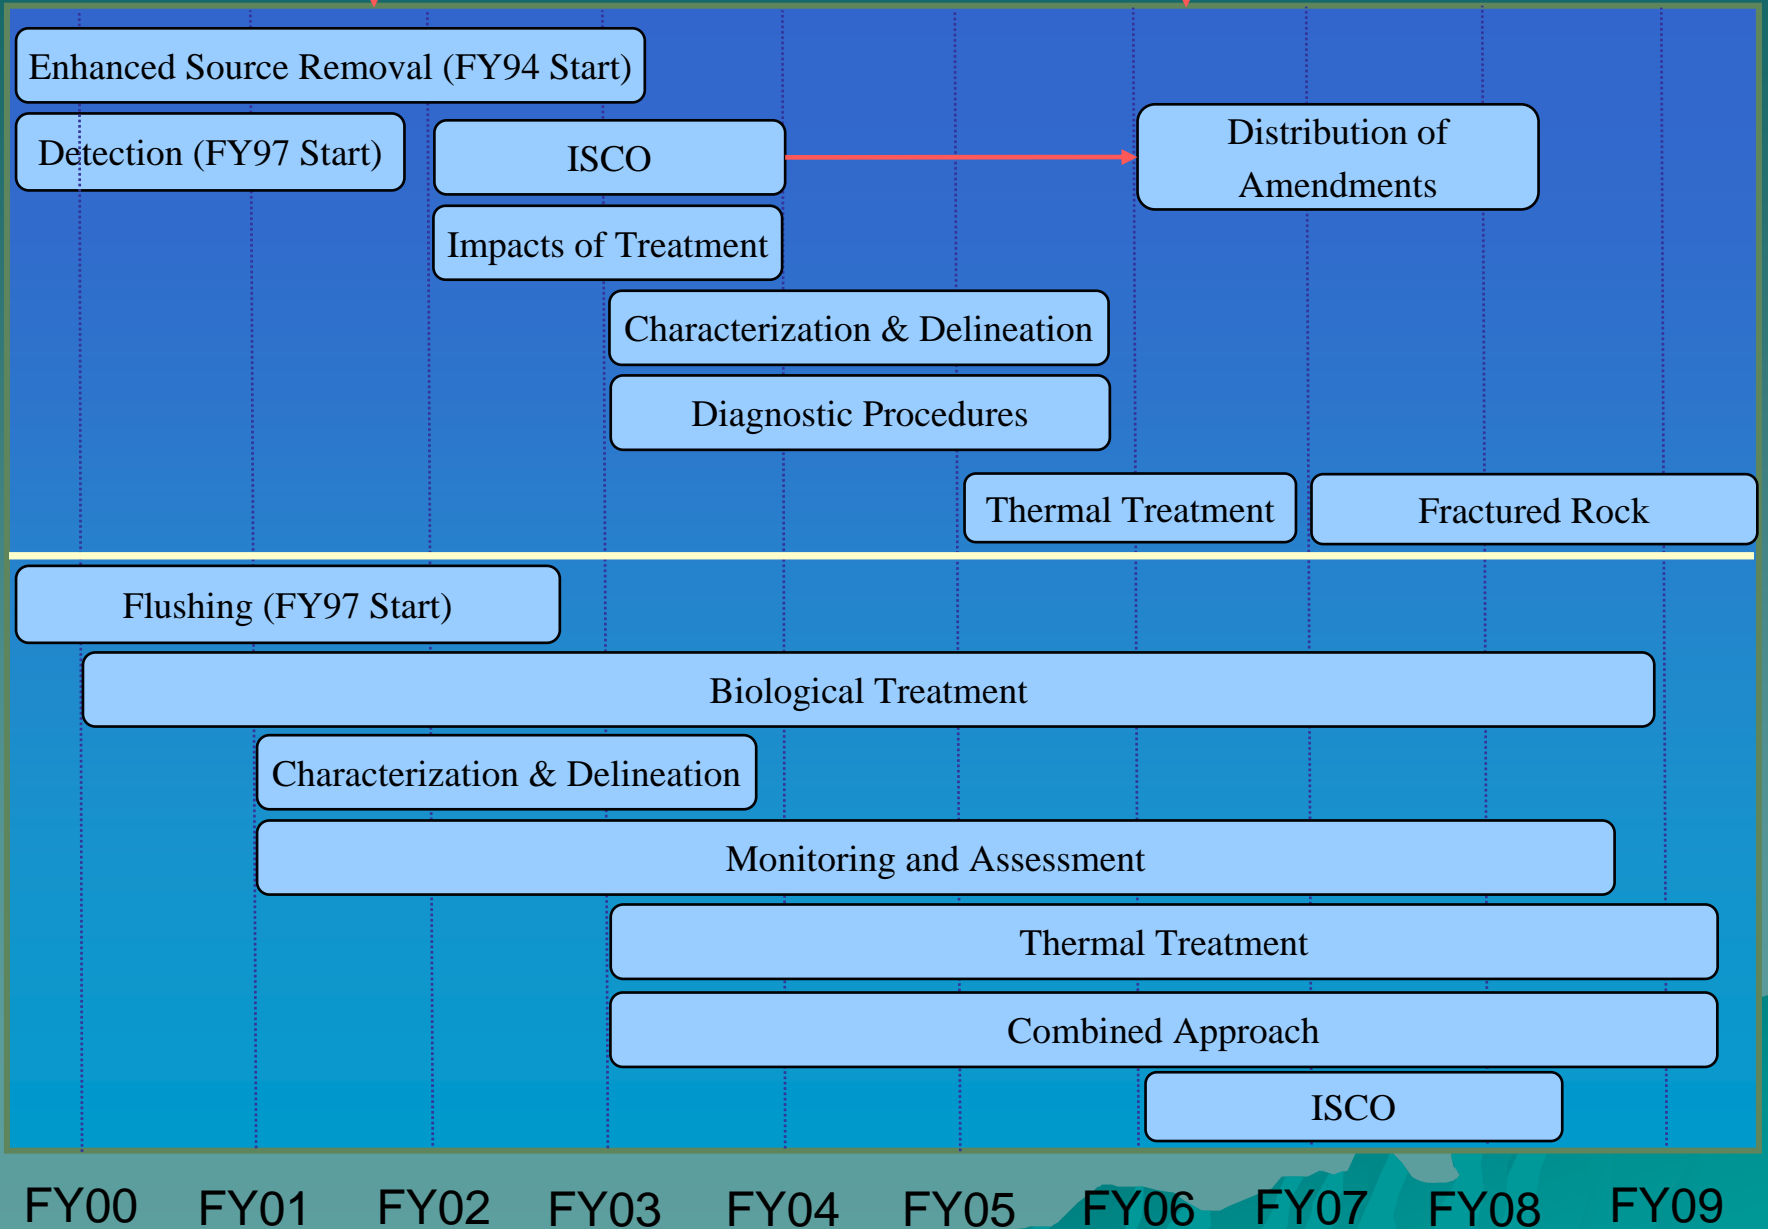 Enhanced Source Removal (FY94 Start)
Detection (FY97 Start)
ISCO
Distribution of
Amendments
Impacts of Treatment
Characterization & Delineation
Diagnostic Procedures
Thermal Treatment
Fractured Rock
Flushing (FY97 Start)
Biological Treatment
Characterization & Delineation
Monitoring and Assessment
Thermal Treatment
Combined Approach
ISCO
FY00 FY01 FY02 FY03 FY04 FY05 FY06 FY07 FY08 FY09